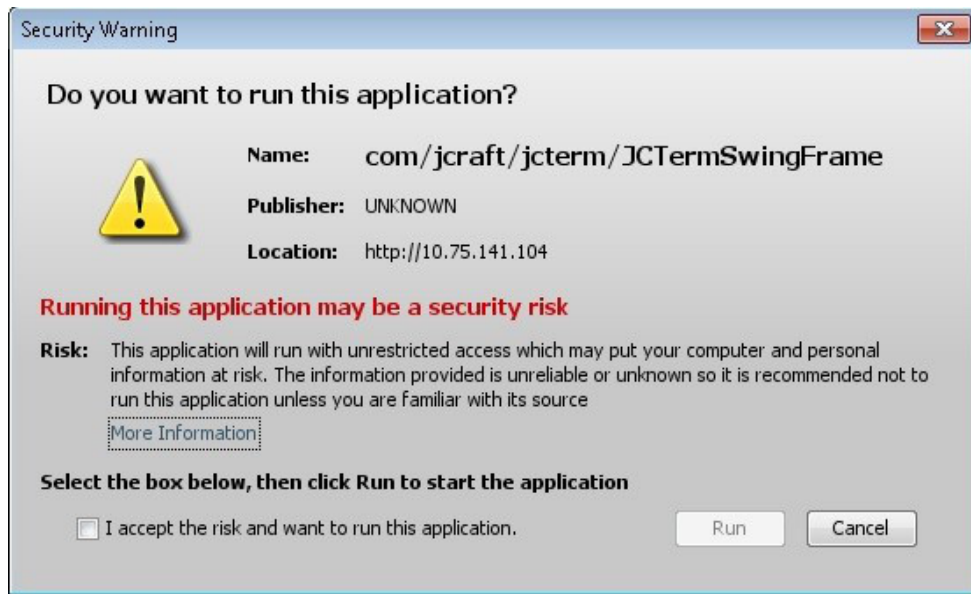 Security Warning
Do you want to run this application?
Name: com/jcraft/jcterm/JCTermSwingFrame
Publisher: UNKNOWN
Location: http://10.75.141.104
Running this application may be a security risk
Risk: This application will run with unrestricted access which may put your computer and personal
information at risk. The information provided is unreliable or unknown so it is recommended not to
run this application unless you are familiar with its source
More Information
Select the box below, then click Run to start the application
I accept the risk and want to run this application. Run Cancel